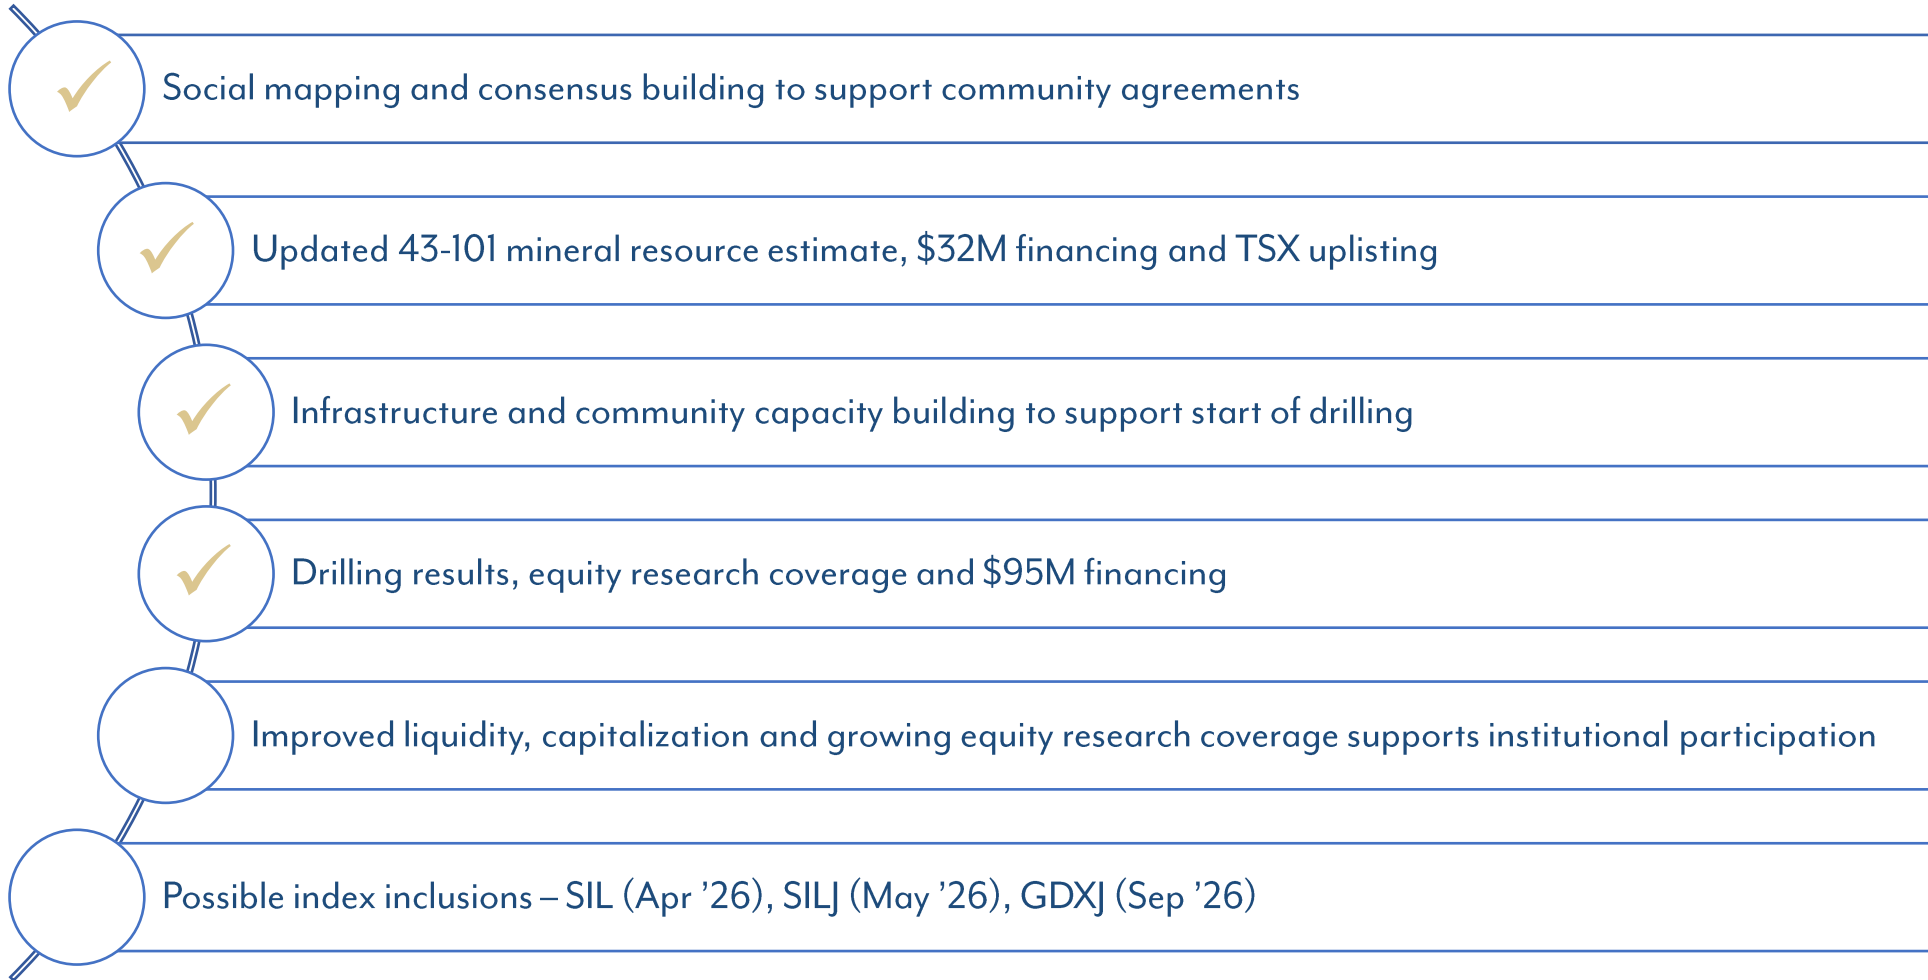 Social mapping and consensus building to support community agreements
Updated 43-101 mineral resource estimate, $32M financing and TSX uplisting
Infrastructure and community capacity building to support start of drilling
Drilling results, equity research coverage and $95M financing
Improved liquidity, capitalization and growing equity research coverage supports institutional participation
Possible index inclusions – SIL (Apr ’26), SILJ (May ’26), GDXJ (Sep ’26)